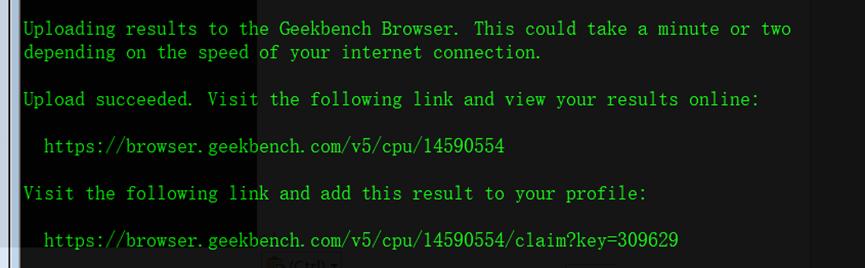 Uploading results to the Geekbench Browser. This could take a minute or two
depending on the speed of your internet connection.
Upload succeeded. Visit the following link and view your results online:
https://browser.geekbench.com/v5/cpu/14590554
Visit the following link and add this result to your profile:
https://browser.geekbench.com/v5/cpu/14590554/claim?key=309629
(Ctrl)